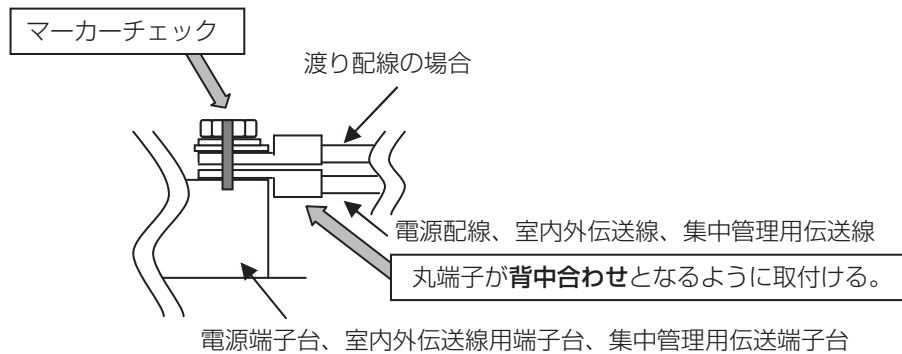 マーカーチェック
渡り配線の場合
電源配線、室内外伝送線、集中管理用伝送線
丸端子が背中合わせとなるように取付ける。
電源端子台、室内外伝送線用端子台、集中管理用伝送端子台